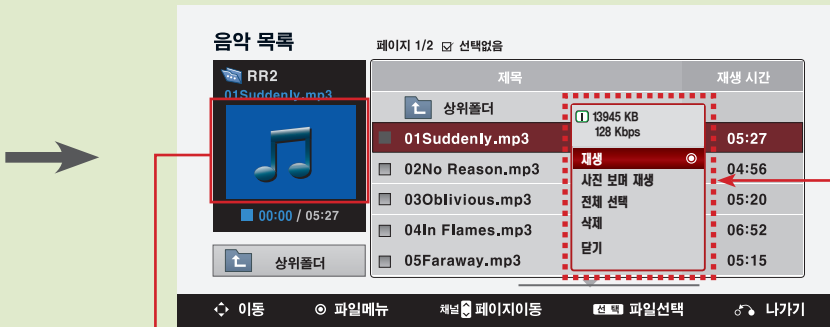 음악 목록
페이지 1/2 ☑ 선택없음
RR2
01Suddenly.mp3
00:00 / 05:27
상위폴더
제목 재생 시간
상위폴더
01Suddenly.mp3 05:27
02No Reason.mp3 04:56
03Oblivious.mp3 05:20
04In Flames.mp3 06:52
05Faraway.mp3 05:15
13945 KB
128 Kbps
재생
사진 보며 재생
전체 선택
삭제
닫기
이동 파일메뉴 채널 페이지이동 선택 파일선택 나가기